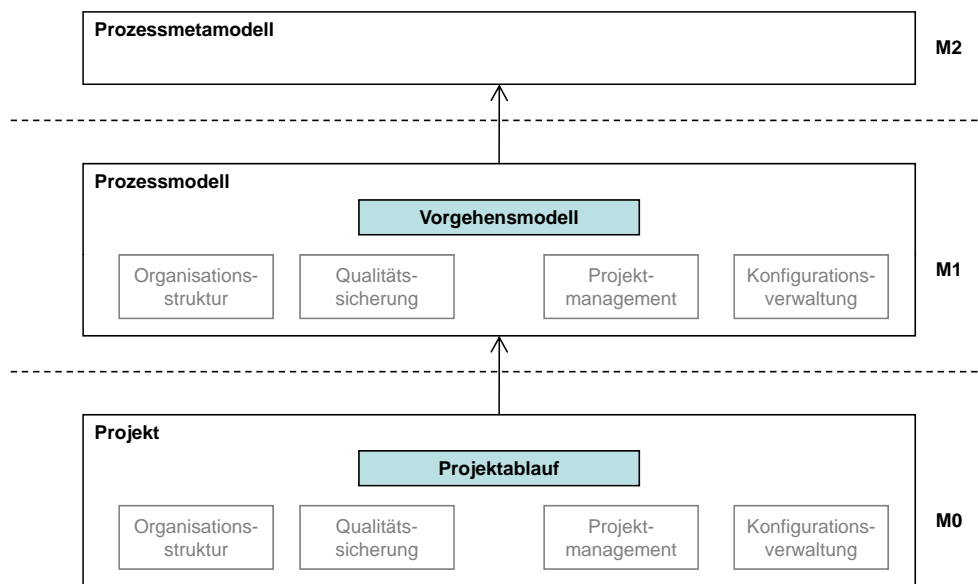 Prozessmetamodell
M2
Prozessmodell
Vorgehensmodell
Organisations-
struktur
Qualitäts-
sicherung
Projekt-
management
Konfigurations-
verwaltung
M1
Projekt
Projektablauf
Organisations-
struktur
Qualitäts-
sicherung
Projekt-
management
Konfigurations-
verwaltung
M0